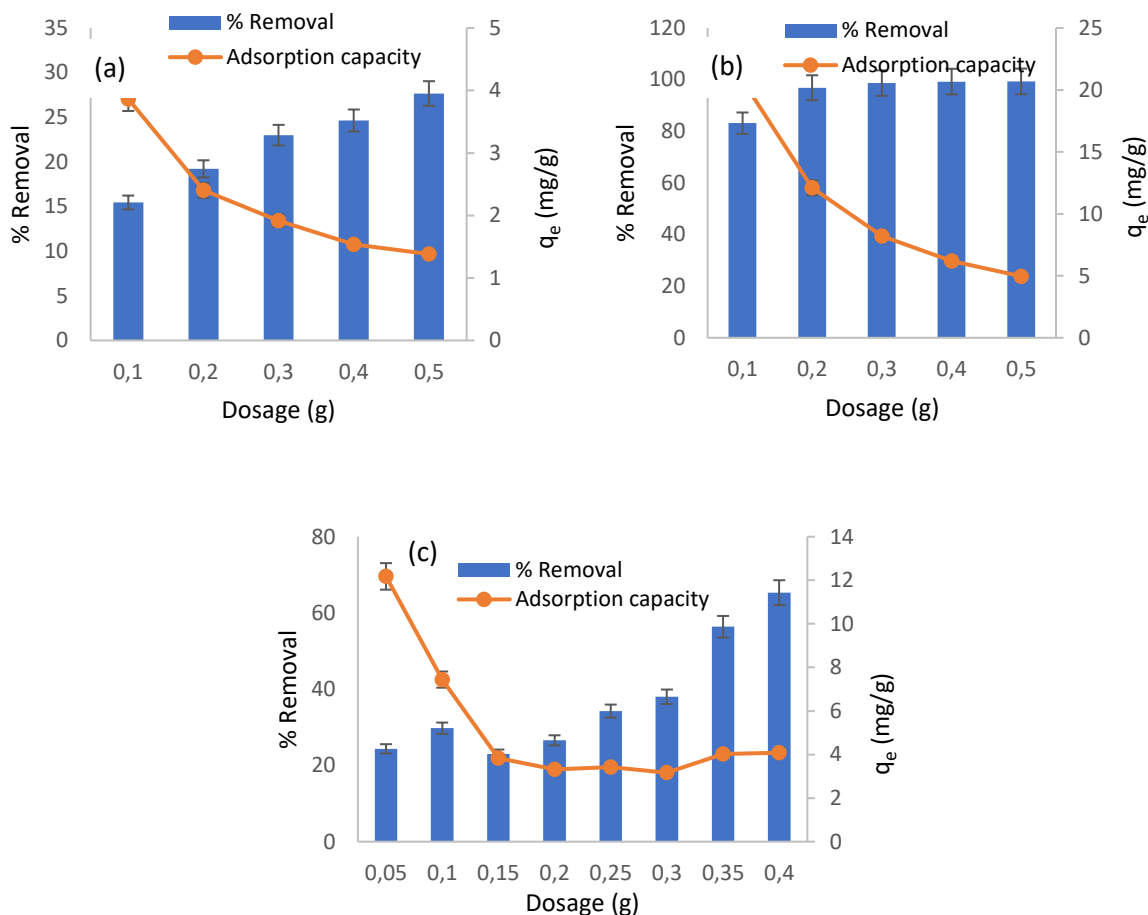 (a)
% Removal
Adsorption capacity
35
30
25
20
15
10
5
0
% Removal
5
4
3
2
1
0
qe (mg/g)
0,1 0,2 0,3 0,4 0,5
Dosage (g)
(b)
% Removal
Adsorption capacity
120
100
80
60
40
20
0
% Removal
25
20
15
10
5
0
qe (mg/g)
0,1 0,2 0,3 0,4 0,5
Dosage (g)
(c)
% Removal
Adsorption capacity
80
60
40
20
0
% Removal
14
12
10
8
6
4
2
0
qe (mg/g)
0,05 0,1 0,15 0,2 0,25 0,3 0,35 0,4
Dosage (g)